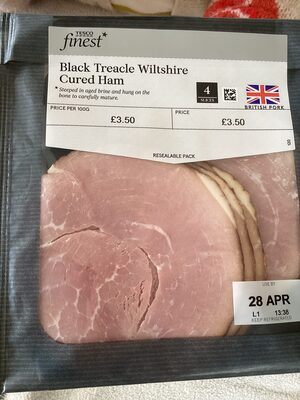 TESCO
finest*
Black Treacle Wiltshire
Cured Ham
* Steeped in aged brine and hung on the
bone to carefully mature.
4
SLICES
BRITISH PORK
PRICE PER 100G
£3.50
PRICE
£3.50
RESEALABLE PACK
USE BY
28 APR
L1 13:38
KEEP REFRIGERATED